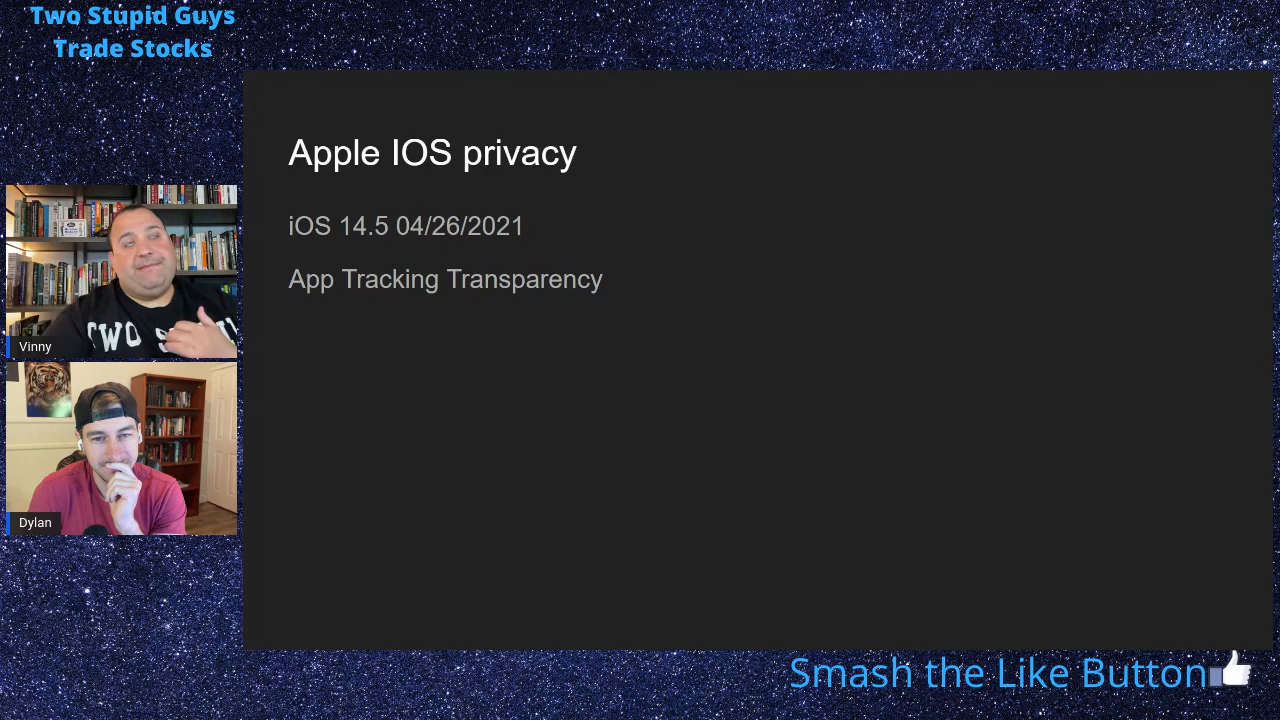 Two Stupid Guys
Trade Stocks
Apple IOS privacy
iOS 14.5 04/26/2021
App Tracking Transparency
TWO
Vinny
Dylan
Smash the Like Button